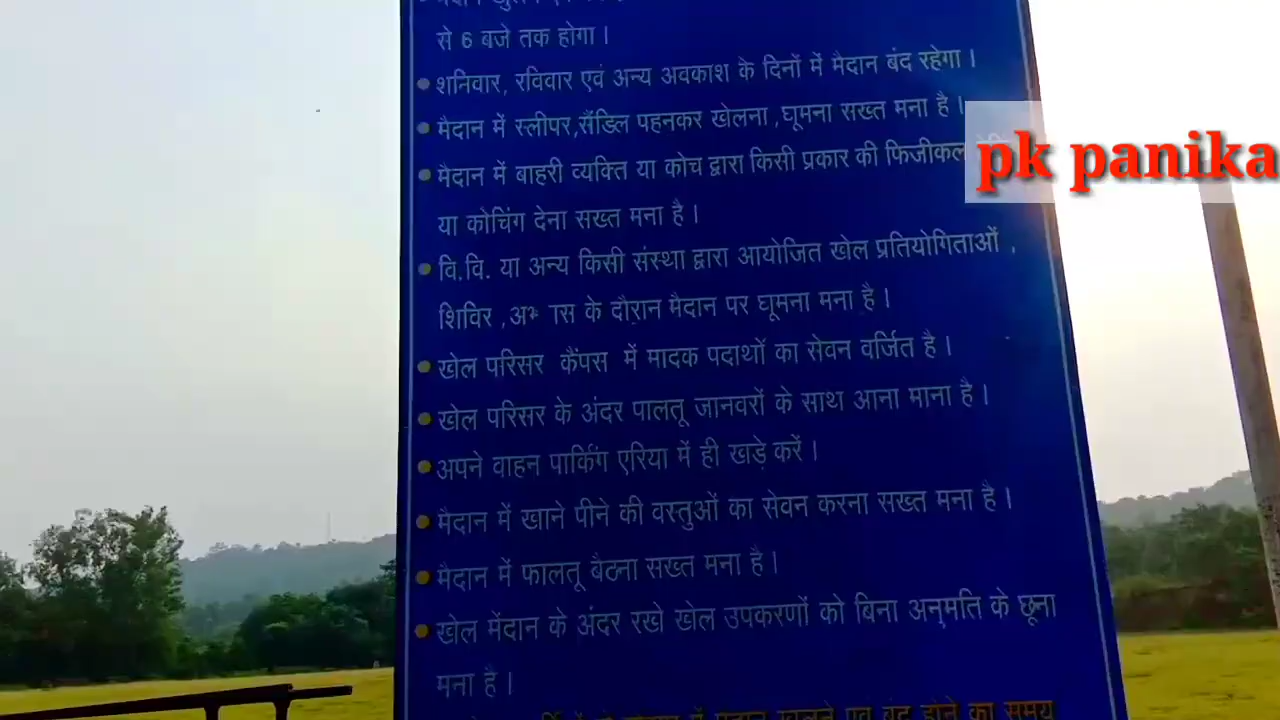 से 6 बजे तक होगा ।
शनिवार, रविवार एवं अन्य अवकाश के दिनों में मैदान बंद रहेगा ।
मैदान में स्लीपर,सैंडिल पहनकर खेलना ,घूमना सख्त मना है ।
मैदान में बाहरी व्यक्ति या कोच द्वारा किसी प्रकार की फिजीकल
pk panika
या कोचिंग देना सख्त मना है ।
वि.वि. या अन्य किसी संस्था द्वारा आयोजित खेल प्रतियोगिताओं ,
शिविर , के दौरान मैदान पर घूमना मना है ।
खेल परिसर कैंपस में मादक पदाथों का सेवन वर्जित है ।
खेल परिसर के अंदर पालतू जानवरों के साथ आना माना है ।
अपने वाहन पार्किंग एरिया में ही खड़े करें ।
मैदान में खाने पीने की वस्तुओं का सेवन करना सख्त मना है ।
मैदान में फालतू बैठना सख्त मना है ।
खेल मेंदान के अंदर रखे खेल उपकरणों को बिना अनुमति के छूना
मना है ।
का समय